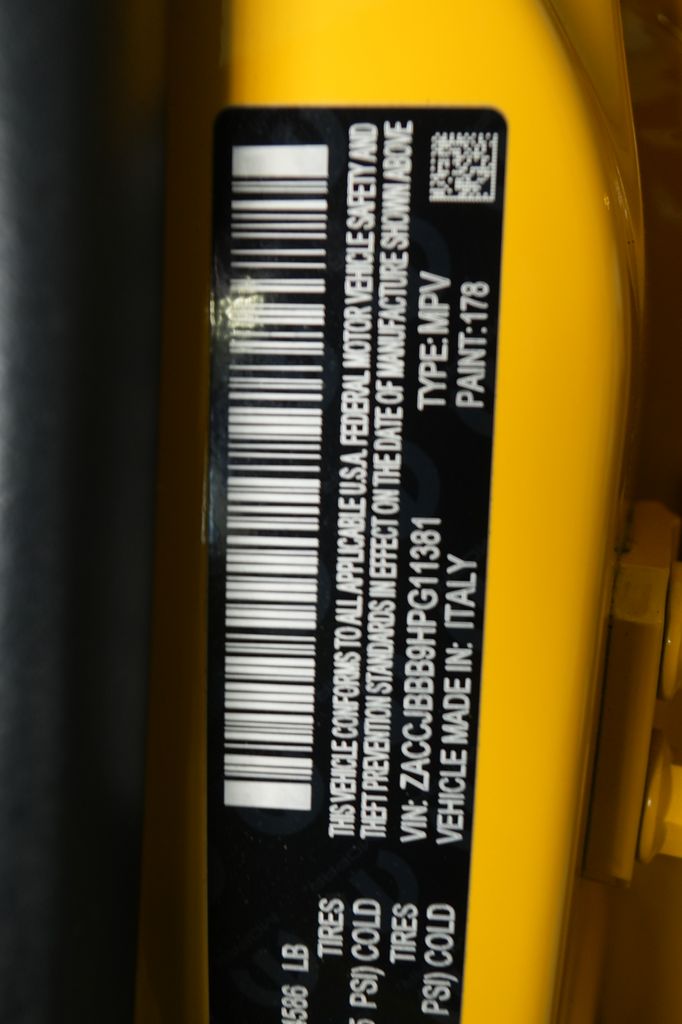 4586 LB
TIRES
PSI) COLD
TIRES
PSI) COLD
THIS VEHICLE CONFORMS TO ALL APPLICABLE U.S.A. FEDERAL MOTOR VEHICLE SAFETY AND
THEFT PREVENTION STANDARDS IN EFFECT ON THE DATE OF MANUFACTURE SHOWN ABOVE
VIN: ZACCJBBB9HPG11381 TYPE: MPV
VEHICLE MADE IN: ITALY PAINT: 178